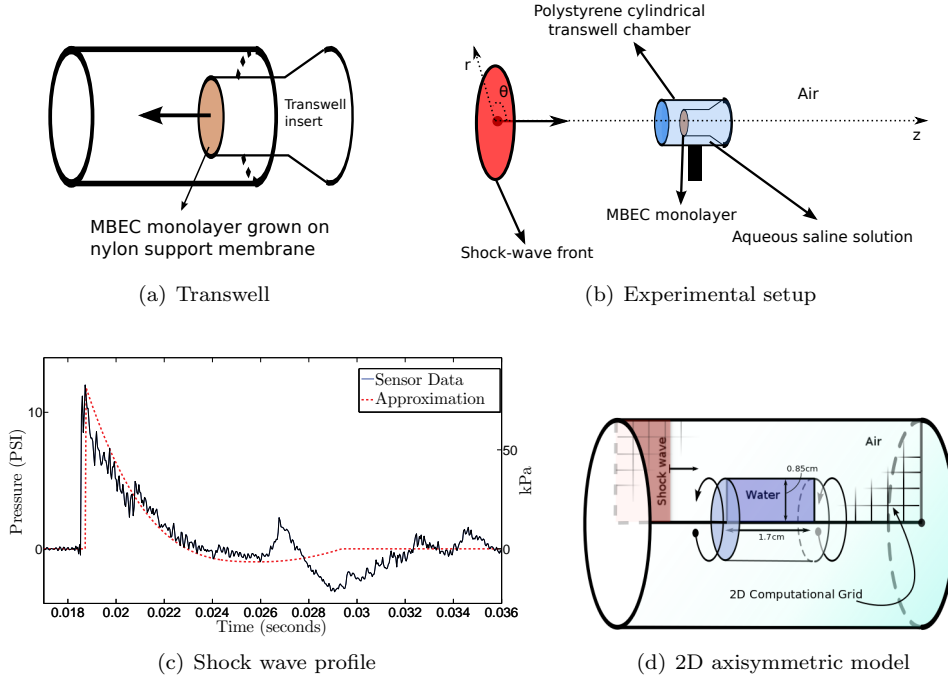 Transwell
insert
MBEC monolayer grown on
nylon support membrane
(a) Transwell
Polystyrene cylindrical
transwell chamber
r
θ
Air
z
MBEC monolayer
Aqueous saline solution
Shock-wave front
(b) Experimental setup
Sensor Data
Approximation
10
0
Pressure (PSI)
50
0
kPa
0.018 0.02 0.022 0.024 0.026 0.028 0.03 0.032 0.034 0.036
Time (seconds)
(c) Shock wave profile
Air
Shock wave
0.85cm
Water
1.7cm
2D Computational Grid
(d) 2D axisymmetric model